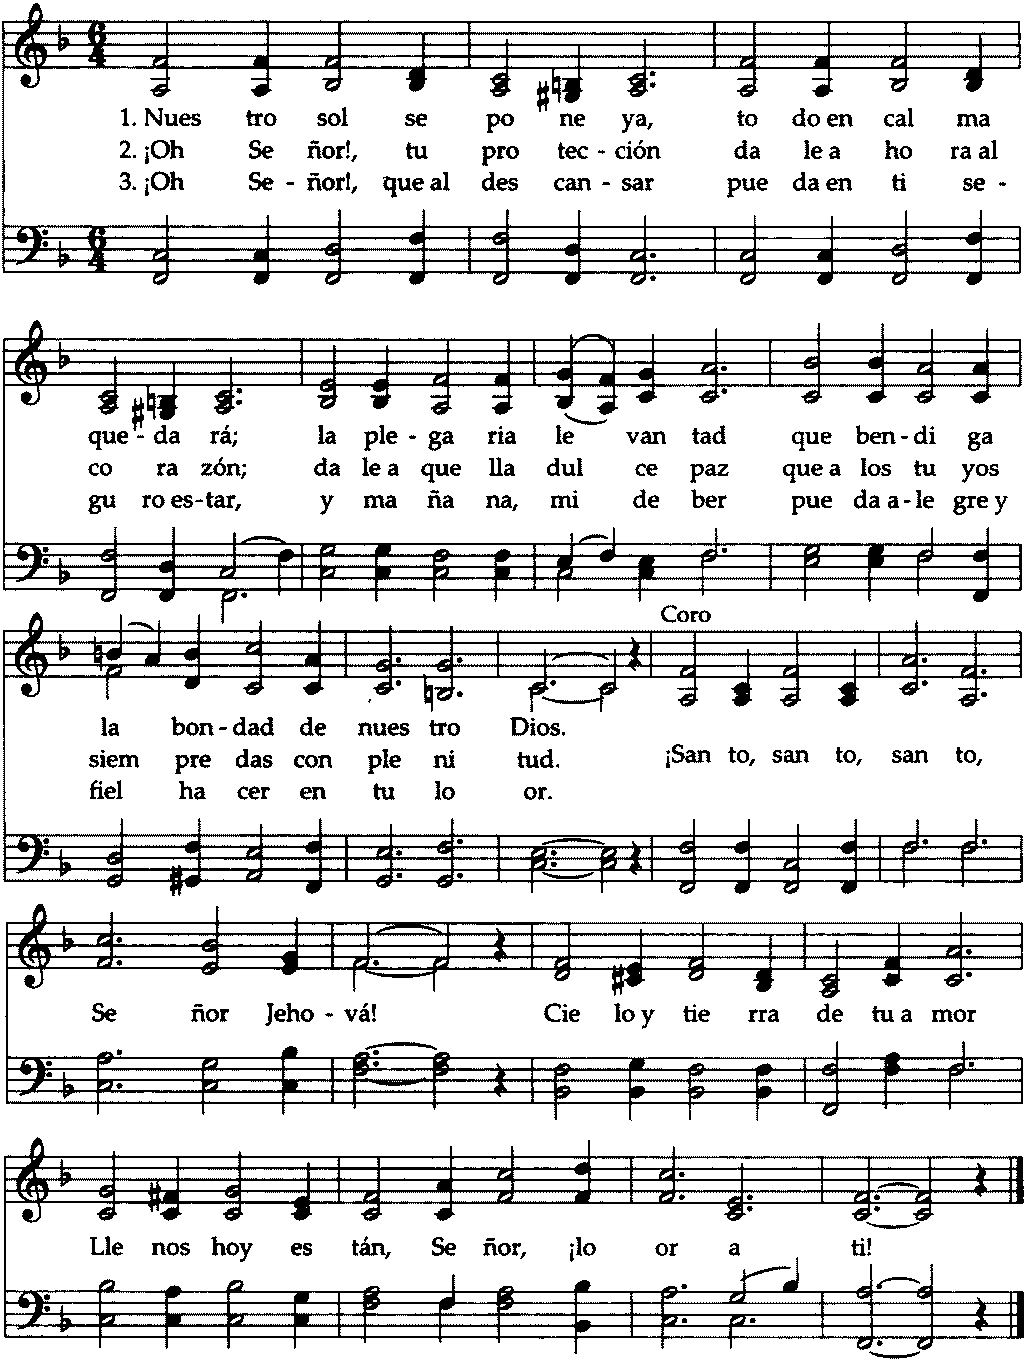 1. Nues tro sol se po ne ya, to do en cal ma
2. ¡Oh Se ñor!, tu pro tec - ción da le a ho ra al
3. ¡Oh Se - ñor!, que al des can - sar pue da en ti se -
que - da rá; la ple - ga ria le van tad que ben - di ga
co ra zón; da le a que lla dul ce paz que a los tu yos
gu ro es - tar, y ma ña na, mi de ber pue da a - le gre y
Coro
la bon - dad de nues tro Dios.
siem pre das con ple ni tud. ¡San to, san to, san to,
fiel ha cer en tu lo or.
Se ñor Jeho - vá! Cie lo y tie rra de tu a mor
Lle nos hoy es tán, Se ñor, ¡lo or a ti!